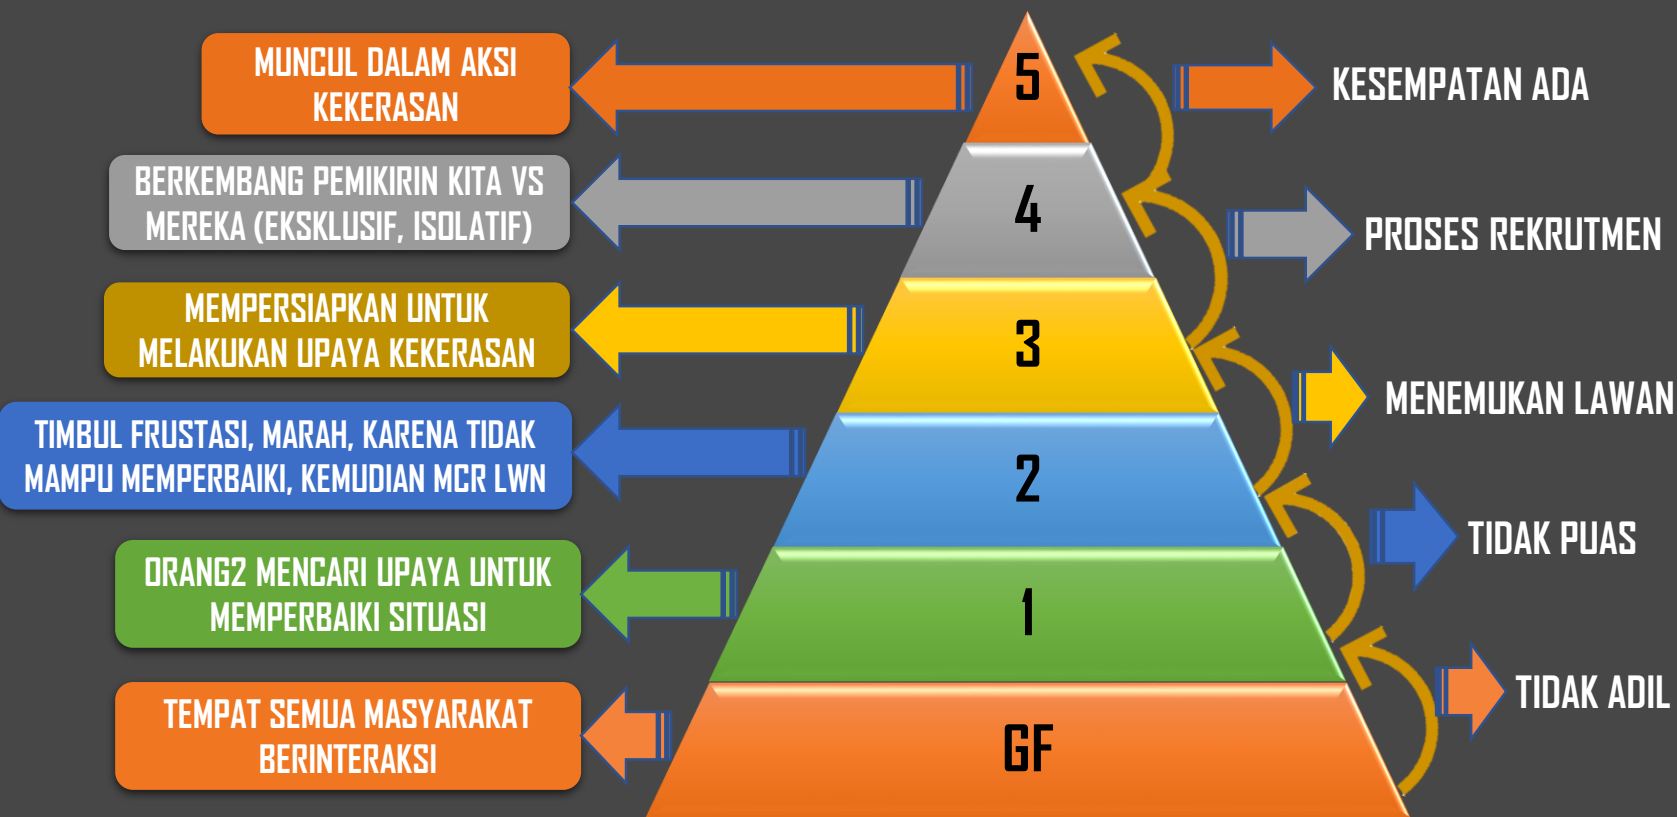 MUNCUL DALAM AKSI
KEKERASAN
5
KESEMPATAN ADA
BERKEMBANG PEMIKIRIN KITA VS
MEREKA (EKSKLUSIF, ISOLATIF)
4
PROSES REKRUTMEN
MEMPERSIAPKAN UNTUK
MELAKUKAN UPAYA KEKERASAN
3
MENEMUKAN LAWAN
TIMBUL FRUSTASI, MARAH, KARENA TIDAK
MAMPU MEMPERBAIKI, KEMUDIAN MCR LWN
2
TIDAK PUAS
ORANG2 MENCARI UPAYA UNTUK
MEMPERBAIKI SITUASI
1
TIDAK ADIL
TEMPAT SEMUA MASYARAKAT
BERINTERAKSI
GF